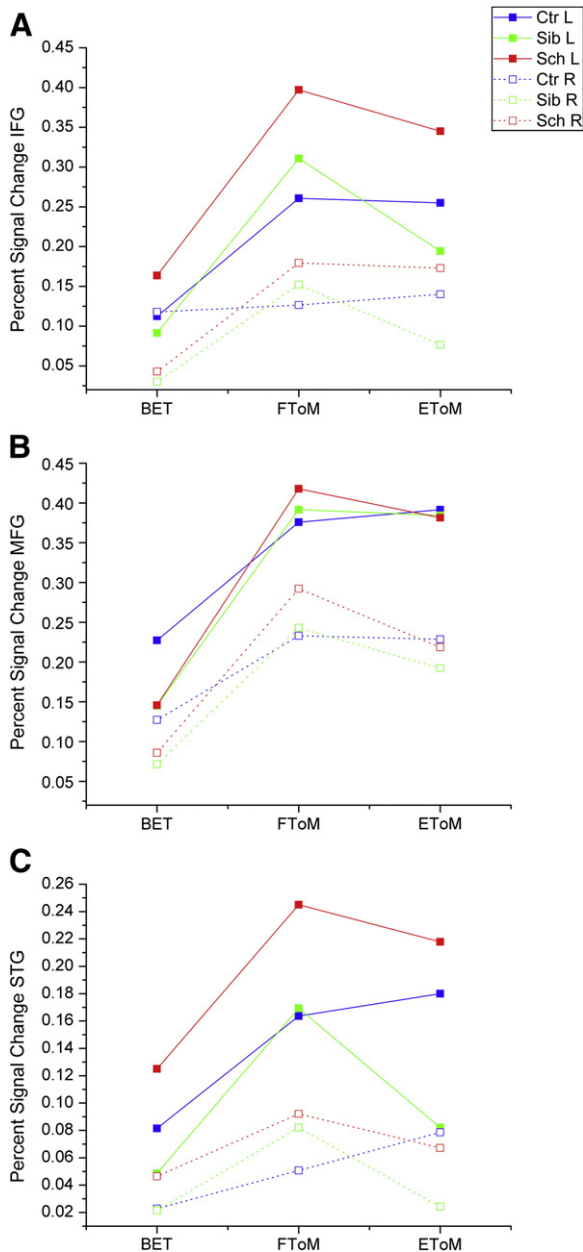 A
Ctr L
Sib L
Sch L
Ctr R
Sib R
Sch R
Percent Signal Change IFG
0.45
0.40
0.35
0.30
0.25
0.20
0.15
0.10
0.05
BET FToM EToM
B
Percent Signal Change MFG
0.45
0.40
0.35
0.30
0.25
0.20
0.15
0.10
0.05
BET FToM EToM
C
Percent Signal Change STG
0.26
0.24
0.22
0.20
0.18
0.16
0.14
0.12
0.10
0.08
0.06
0.04
0.02
BET FToM EToM